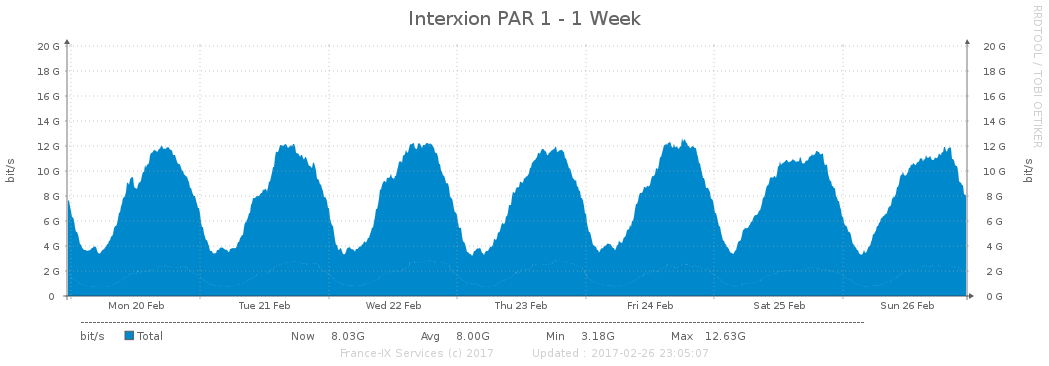 Interxion PAR 1 - 1 Week
RRDTOOL / TOBI OETIKER
bit/s
20 G 20 G
18 G 18 G
16 G 16 G
14 G 14 G
12 G 12 G
10 G 10 G
8 G 8 G
6 G 6 G
4 G 4 G
2 G 2 G
0 0 G
bit/s
Mon 20 Feb Tue 21 Feb Wed 22 Feb Thu 23 Feb Fri 24 Feb Sat 25 Feb Sun 26 Feb
bit/s Total Now 8.03G Avg 8.00G Min 3.18G Max 12.63G
France-IX Services (c) 2017 Updated : 2017-02-26 23:05:07